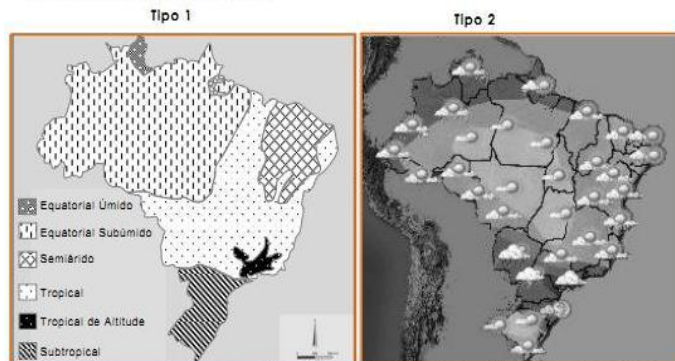 Tipo 1
Tipo 2
Equatorial Úmido
Equatorial Subúmido
Semiárido
Tropical
Tropical de Altitude
Subtropical